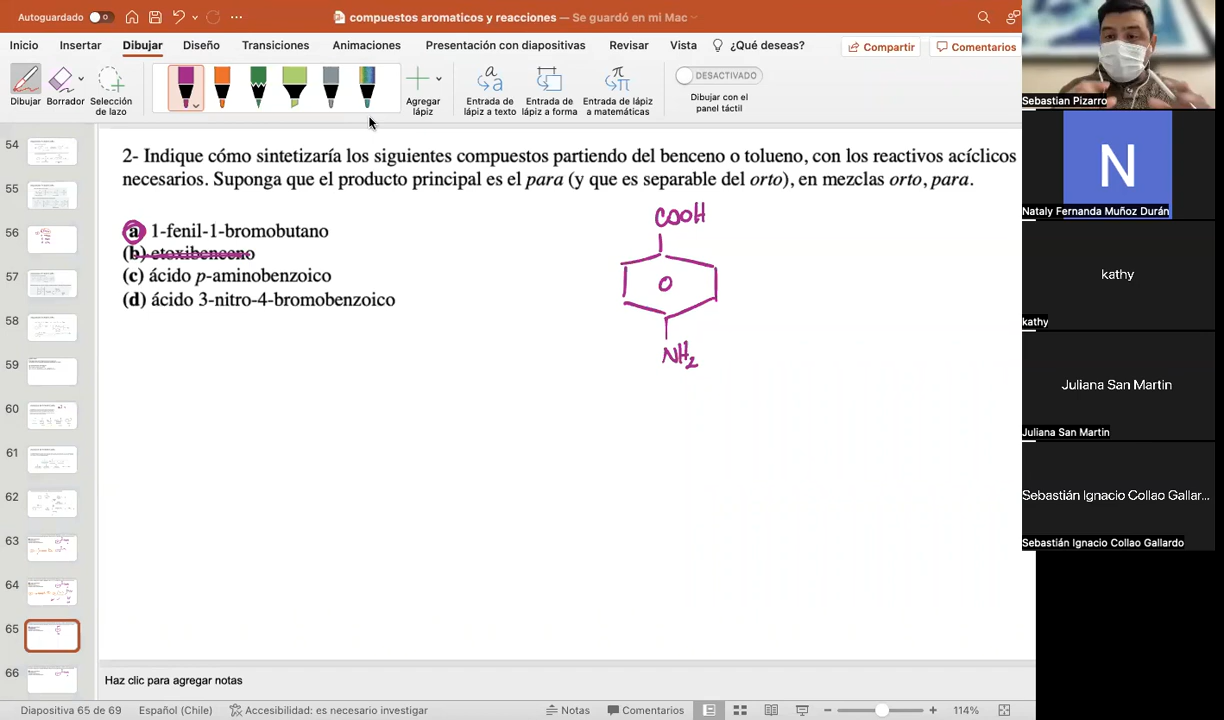 Autoguardado
compuestos aromaticos y reacciones — Se guardó en mi Mac
Inicio Insertar Dibujar Diseño Transiciones Animaciones Presentación con diapositivas Revisar Vista ¿Qué desea? Compartir Comentarios
Dibujar
Borrador
Selección de lazo
Agregar lápiz
Entrada de lápiz a texto
Entrada de lápiz a forma
Entrada de lápiz a matemáticas
DESACTIVADO
Dibujar con el panel táctil
54
55
56
57
58
59
60
61
62
63
64
65
66
2- Indique cómo sintetizaría los siguientes compuestos partiendo del benceno o tolueno, con los reactivos acíclicos
necesarios. Suponga que el producto principal es el para (y que es separable del orto), en mezclas orto, para.
(a) 1-fenil-1-bromobutano
(b) etoxibenceno
(c) ácido p-aminobenzoico
(d) ácido 3-nitro-4-bromobenzoico
COOH
NH2
Sebastian Pizarro
N
Nataly Fernanda Muñoz Durán
kathy
kathy
Juliana San Martin
Juliana San Martin
Sebastián Ignacio Collao Gallar...
Sebastián Ignacio Collao Gallardo
Haz clic para agregar notas
Diapositiva 65 de 69 Español (Chile) Accesibilidad: es necesario investigar Notas Comentarios 114%